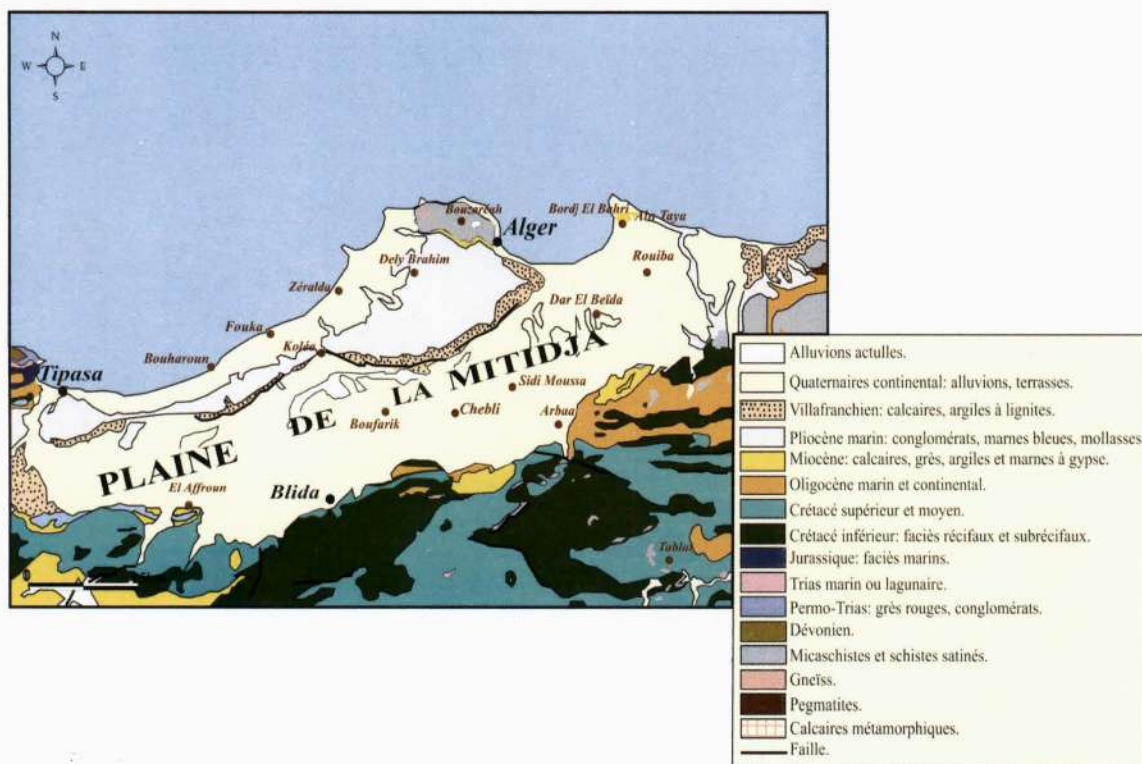 N
W E
S
Bouzaréah
Alger
Bordj El Bahri
Ala Taya
Dely Brahim
Rouiba
Zéralda
Dar El Beïda
Fouka
Koléa
Bouharoun
Tipasa
PLAINE DE LA MITIDJA
Sidi Moussa
Chebli
Boufarik
Arbaa
El Affroun
Blida
Tablat
0
Alluvions actulles.
Quaternaires continental: alluvions, terrasses.
Villafranchien: calcaires, argiles à lignites.
Pliocène marin: conglomérats, marnes bleues, mollasses
Miocène: calcaires, grès, argiles et marnes à gypse.
Oligocène marin et continental.
Crétacé supérieur et moyen.
Crétacé inférieur: faciès récifaux et subrécifaux.
Jurassique: faciès marins.
Trias marin ou lagunaire.
Permo-Trias: grès rouges, conglomérats.
Dévonien.
Micaschistes et schistes satinés.
Gneïss.
Pegmatites.
Calcaires métamorphiques.
Faille.